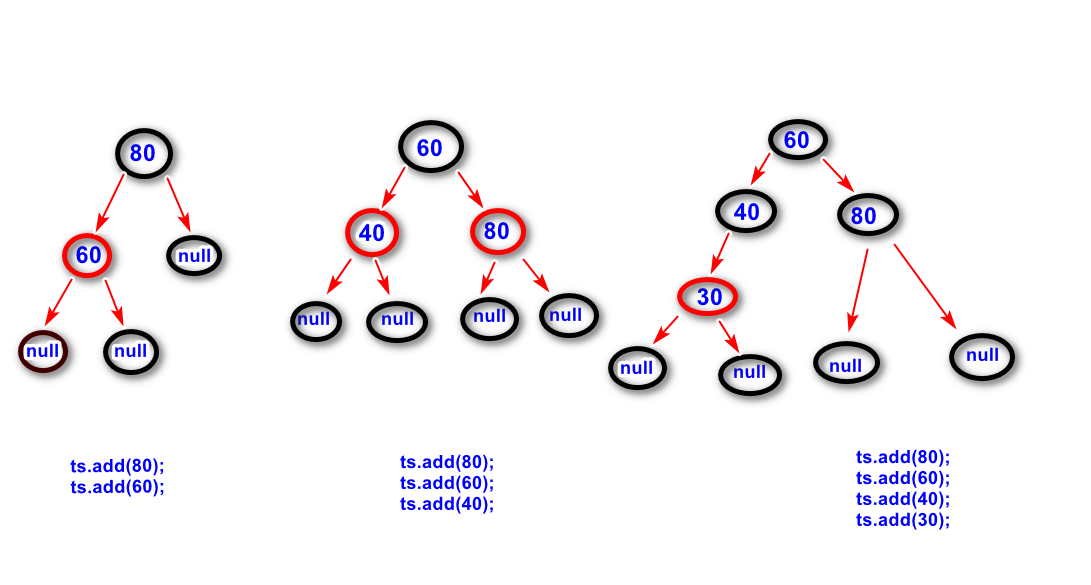 80
60
null
null
null
ts.add(80);
ts.add(60);
60
40
80
null
null
null
null
ts.add(80);
ts.add(60);
ts.add(40);
60
40
80
30
null
null
null
null
ts.add(80);
ts.add(60);
ts.add(40);
ts.add(30);